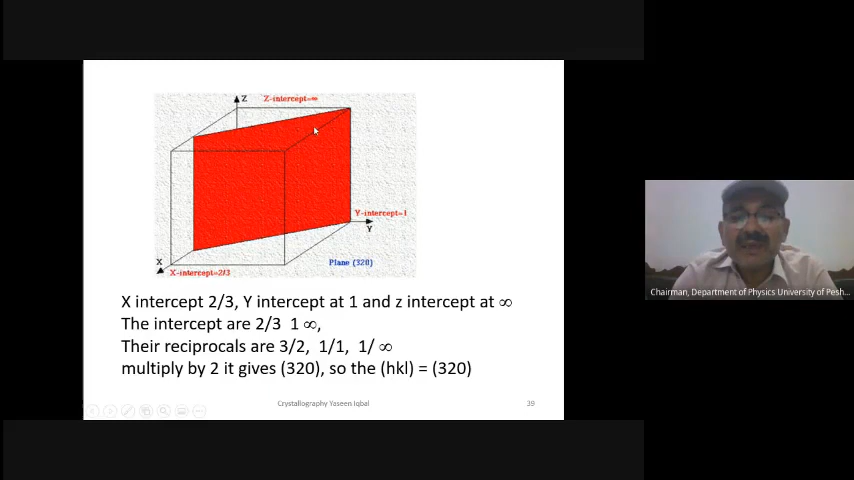 Z
Z-intercept=∞
Y-intercept=1
Y
X
X-intercept=2/3
Plane (320)
X intercept 2/3, Y intercept at 1 and z intercept at ∞
The intercept are 2/3 1 ∞,
Their reciprocals are 3/2, 1/1, 1/ ∞
multiply by 2 it gives (320), so the (hkl) = (320)
Crystallography Yaseen Iqbal
39
Chairman, Department of Physics University of Pesh...